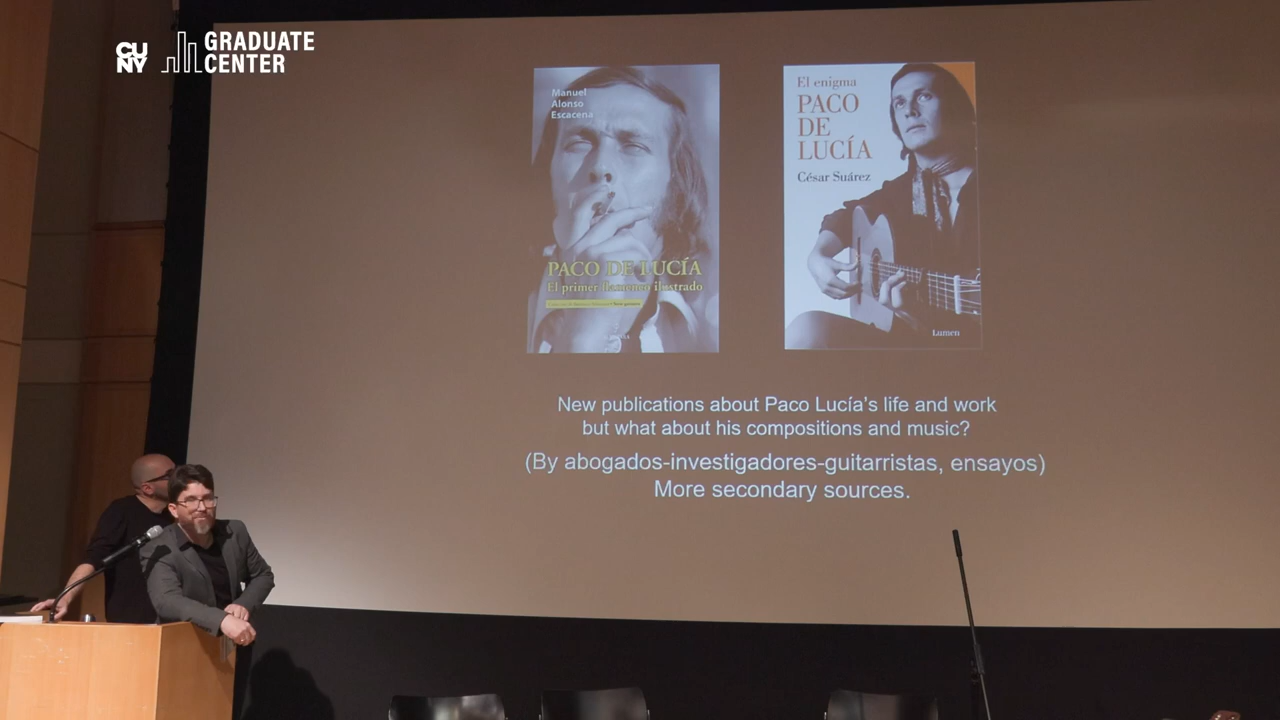 CUNY
GRADUATE
CENTER
Manuel
Alonso
Escacena
PACO DE LUCÍA
El primer flamenco ilustrado
El enigma
PACO
DE
LUCÍA
César Suárez
Lumen
New publications about Paco Lucía's life and work
but what about his compositions and music?
(By abogados-investigadores-guitarristas, ensayos)
More secondary sources.